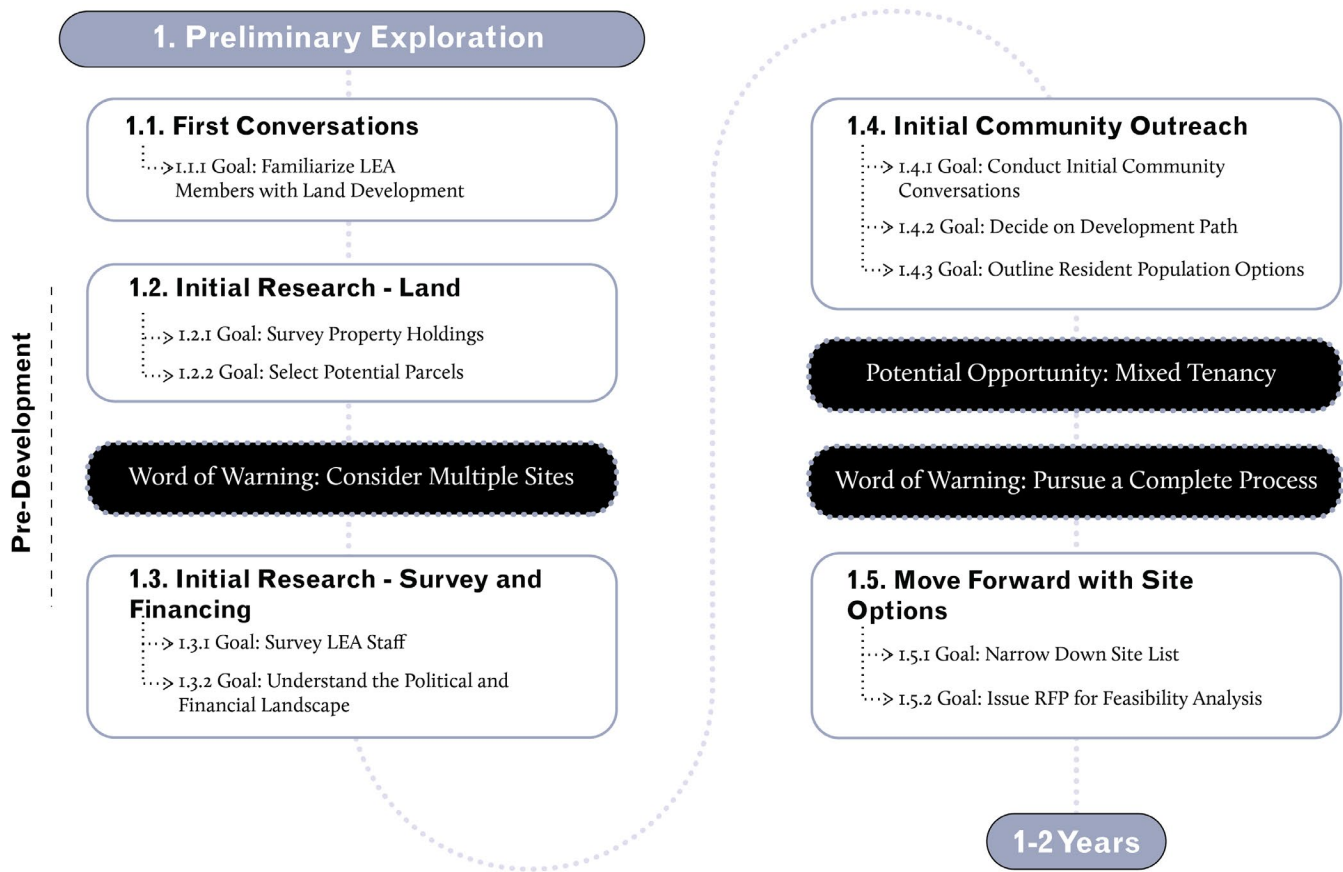 1. Preliminary Exploration
1.1. First Conversations
1.1.1 Goal: Familiarize LEA
Members with Land Development
Pre-Development
1.2. Initial Research - Land
1.2.1 Goal: Survey Property Holdings
1.2.2 Goal: Select Potential Parcels
Word of Warning: Consider Multiple Sites
1.3. Initial Research - Survey and
Financing
1.3.1 Goal: Survey LEA Staff
1.3.2 Goal: Understand the Political and
Financial Landscape
1.4. Initial Community Outreach
1.4.1 Goal: Conduct Initial Community
Conversations
1.4.2 Goal: Decide on Development Path
1.4.3 Goal: Outline Resident Population Options
Potential Opportunity: Mixed Tenancy
Word of Warning: Pursue a Complete Process
1.5. Move Forward with Site
Options
1.5.1 Goal: Narrow Down Site List
1.5.2 Goal: Issue RFP for Feasibility Analysis
1-2 Years